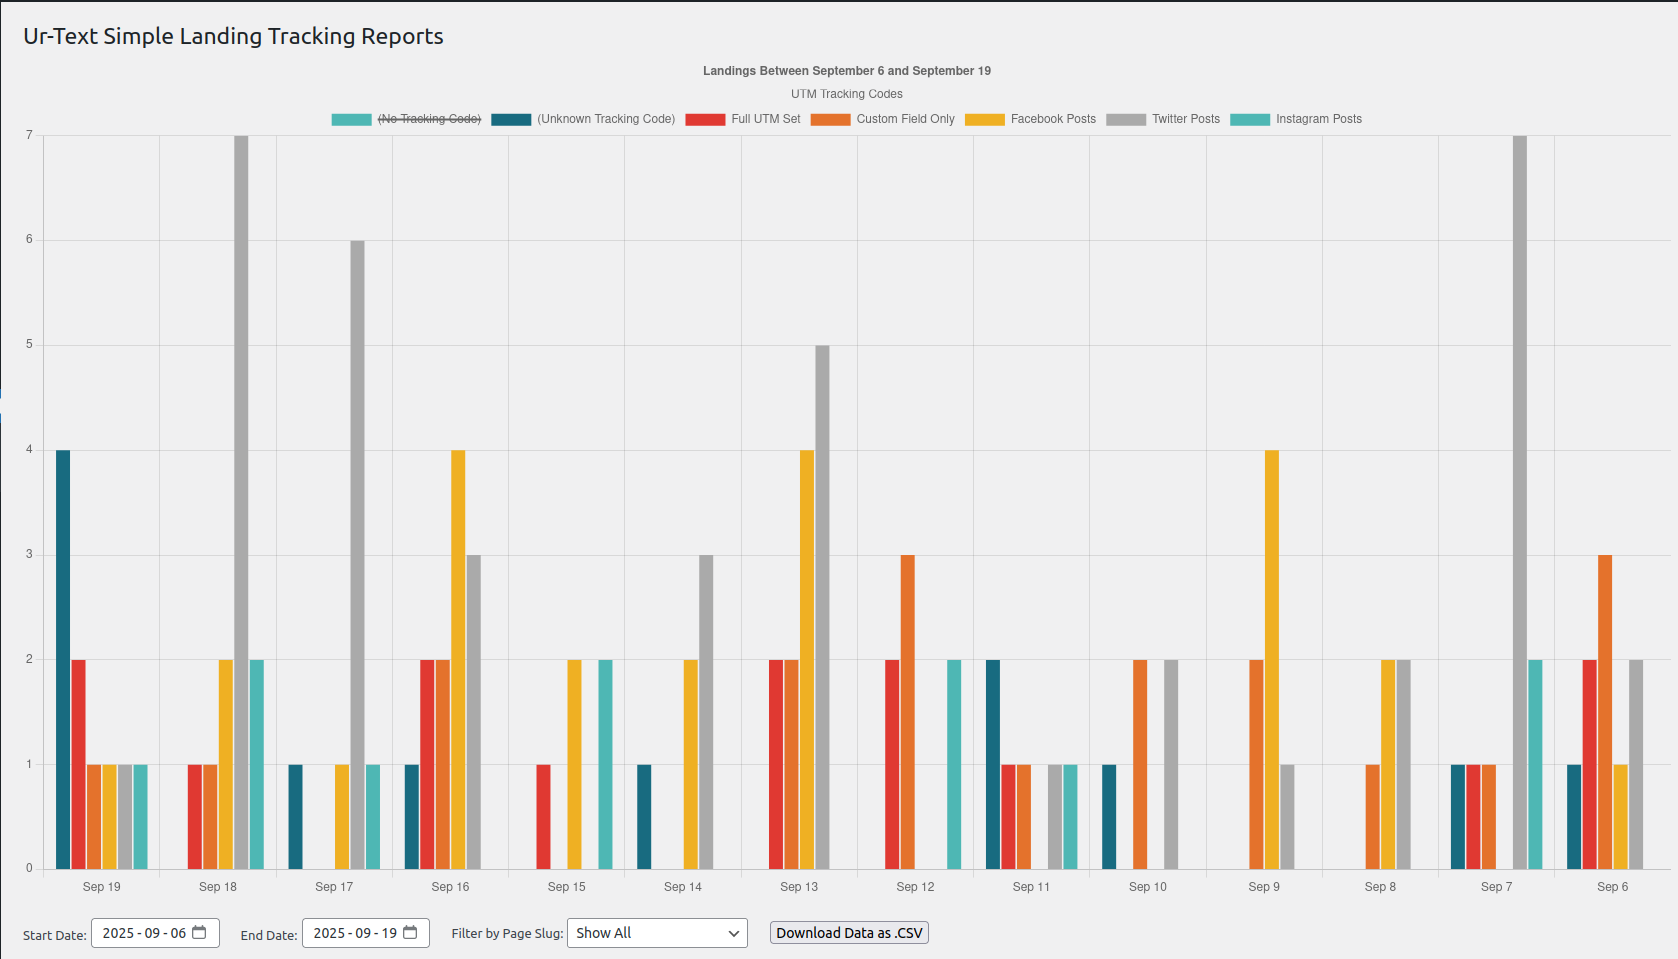 Ur-Text Simple Landing Tracking Reports
Landings Between September 6 and September 19
UTM Tracking Codes
(No Tracking Code) (Unknown Tracking Code) Full UTM Set Custom Field Only Facebook Posts Twitter Posts Instagram Posts
7
6
5
4
3
2
1
0
Sep 19 Sep 18 Sep 17 Sep 16 Sep 15 Sep 14 Sep 13 Sep 12 Sep 11 Sep 10 Sep 9 Sep 8 Sep 7 Sep 6
Start Date: 2025-09-06 End Date: 2025-09-19 Filter by Page Slug: Show All Download Data as .CSV